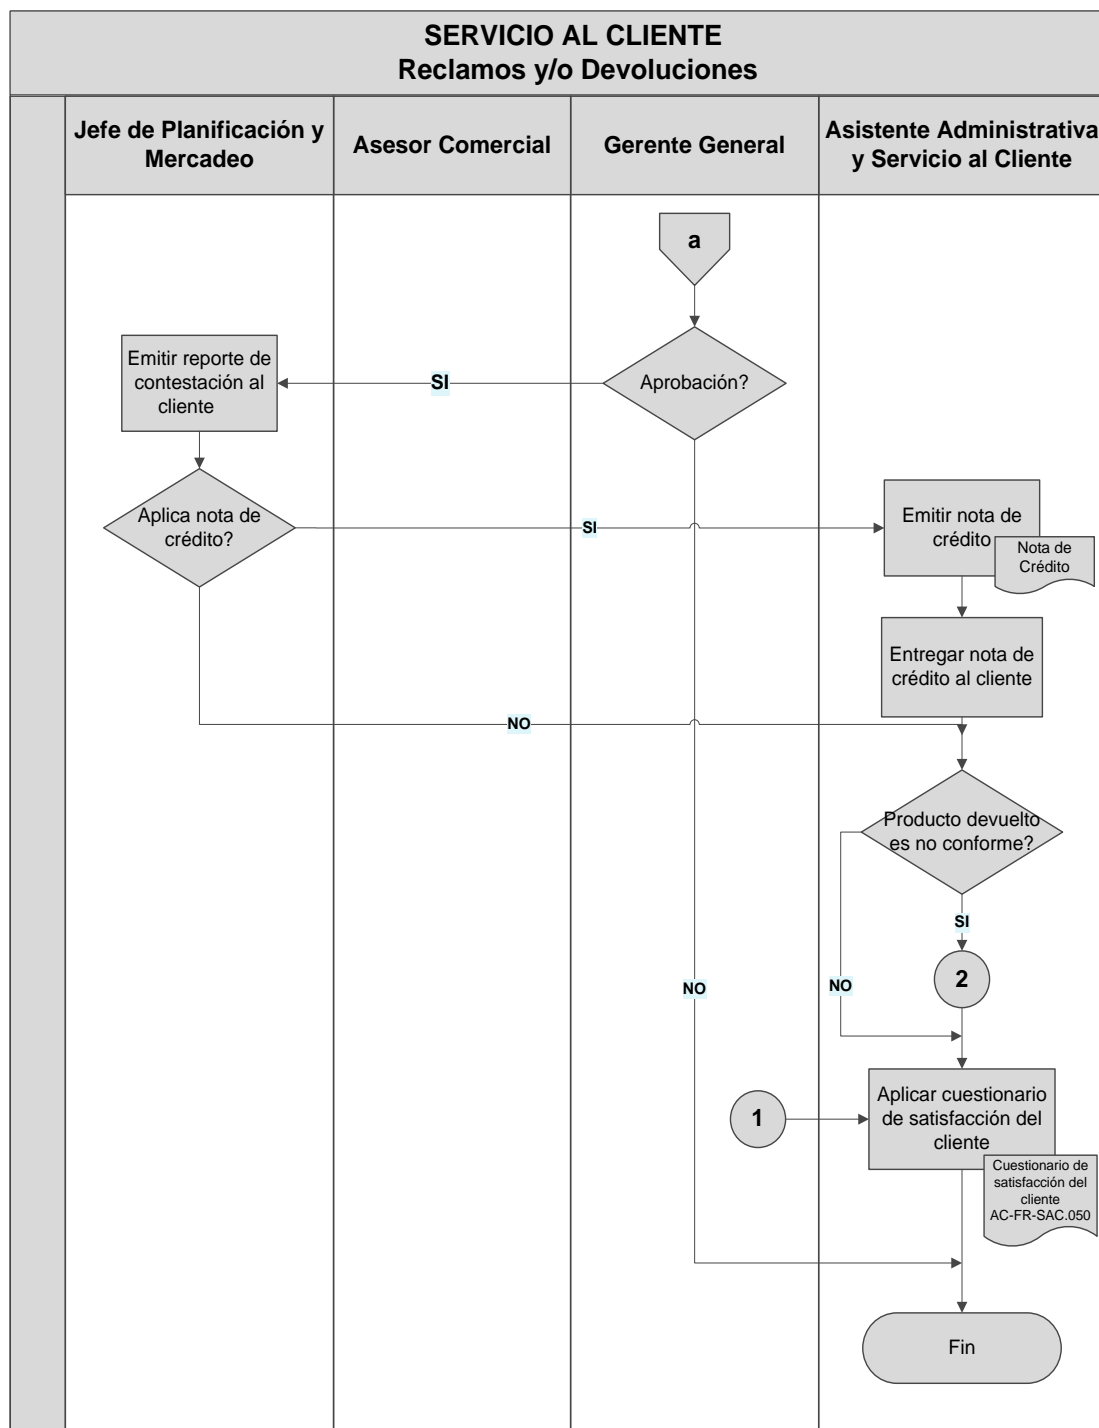 SERVICIO AL CLIENTE
Reclamos y/o Devoluciones
Jefe de Planificación y
Mercadeo
Asesor Comercial
Gerente General
Asistente Administrativa
y Servicio al Cliente
a
Aprobación?
SI
Emitir reporte de
contestación al
cliente
Aplica nota de
crédito?
SI
Emitir nota de
crédito
Nota de
Crédito
Entregar nota de
crédito al cliente
NO
Producto devuelto
es no conforme?
SI
2
NO
NO
1
Aplicar cuestionario
de satisfacción del
cliente
Cuestionario de
satisfacción del
cliente
AC-FR-SAC.050
Fin